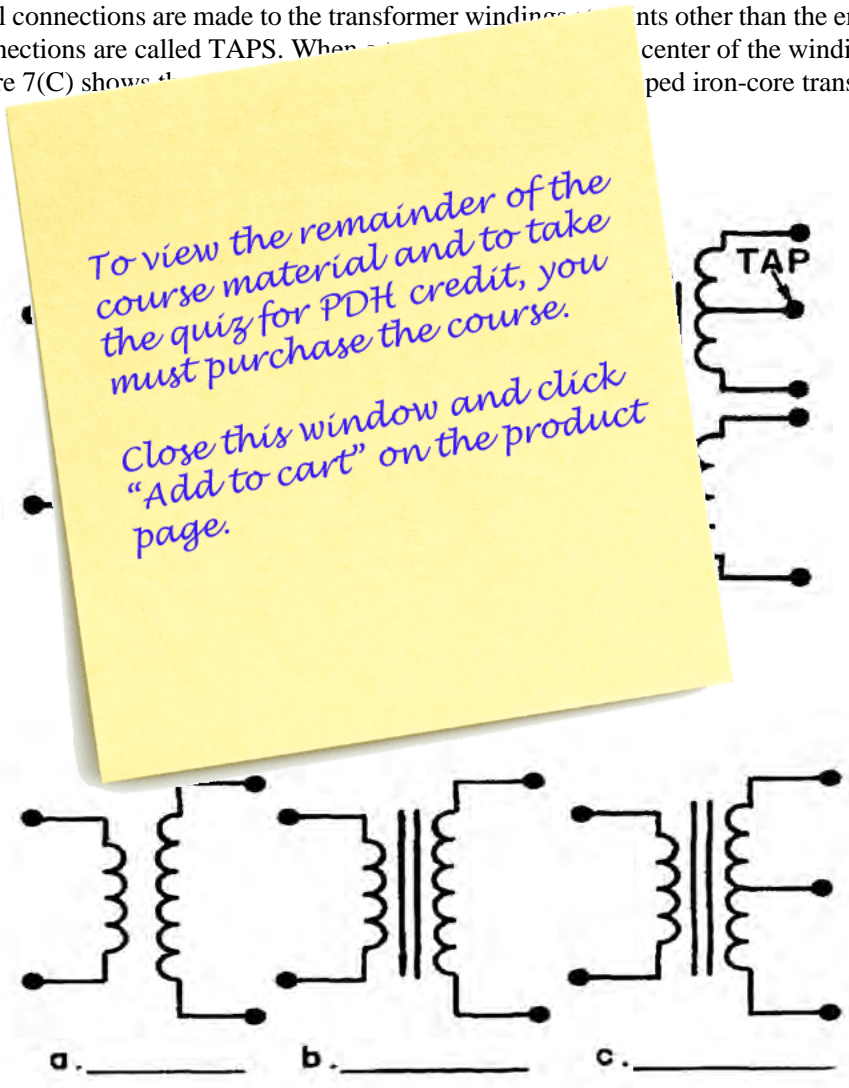 l connections are made to the transformer windings nts other than the
nections are called TAPS. When center of the
re 7(C) shows ped iron-core
To view the remainder of the
course material and to take
the quiz for PDH credit, you
must purchase the course.
Close this window and click
“Add to cart” on the product
page.
TAP
a. b. c.